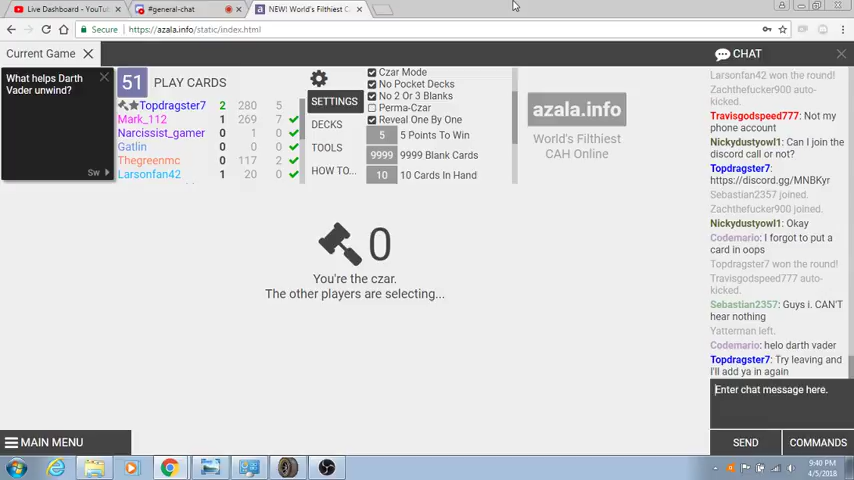 Live Dashboard - YouTu
#general-chat
NEW! World's Filthiest C
Secure
https://azala.info/static/index.html
Current Game
CHAT
What helps Darth
Vader unwind?
Sw
51 PLAY CARDS
Topdragster7 2 280 5
Mark_112 1 269 7
Narcissist_gamer 0 1 0
Gatlin 0 0 0
Thegreenmc 0 117 2
Larsonfan42 1 20 0
SETTINGS
DECKS
TOOLS
HOW TO...
Czar Mode
No Pocket Decks
No 2 Or 3 Blanks
Perma-Czar
Reveal One By One
5 5 Points To Win
9999 9999 Blank Cards
10 10 Cards In Hand
azala.info
World's Filthiest
CAH Online
0
You're the czar.
The other players are selecting...
Larsonfan42 won the round!
Zachthefucker900 auto-
kicked.
Travisgodspeed777: Not my
phone account
Nickydustyowl1: Can I join the
discord call or not?
Topdragster7:
https://discord.gg/MNBKyr
Sebastian2357 joined.
Zachthefucker900 joined.
Nickydustyowl1: Okay
Codemario: I forgot to put a
card in oops
Topdragster7 won the round!
Travisgodspeed777 auto-
kicked.
Sebastian2357: Guys i. CAN'T
hear nothing
Yatterman left.
Codemario: helo darth vader
Topdragster7: Try leaving and
I'll add ya in again
Enter chat message here.
SEND
COMMANDS
MAIN MENU
9:40 PM
4/5/2018